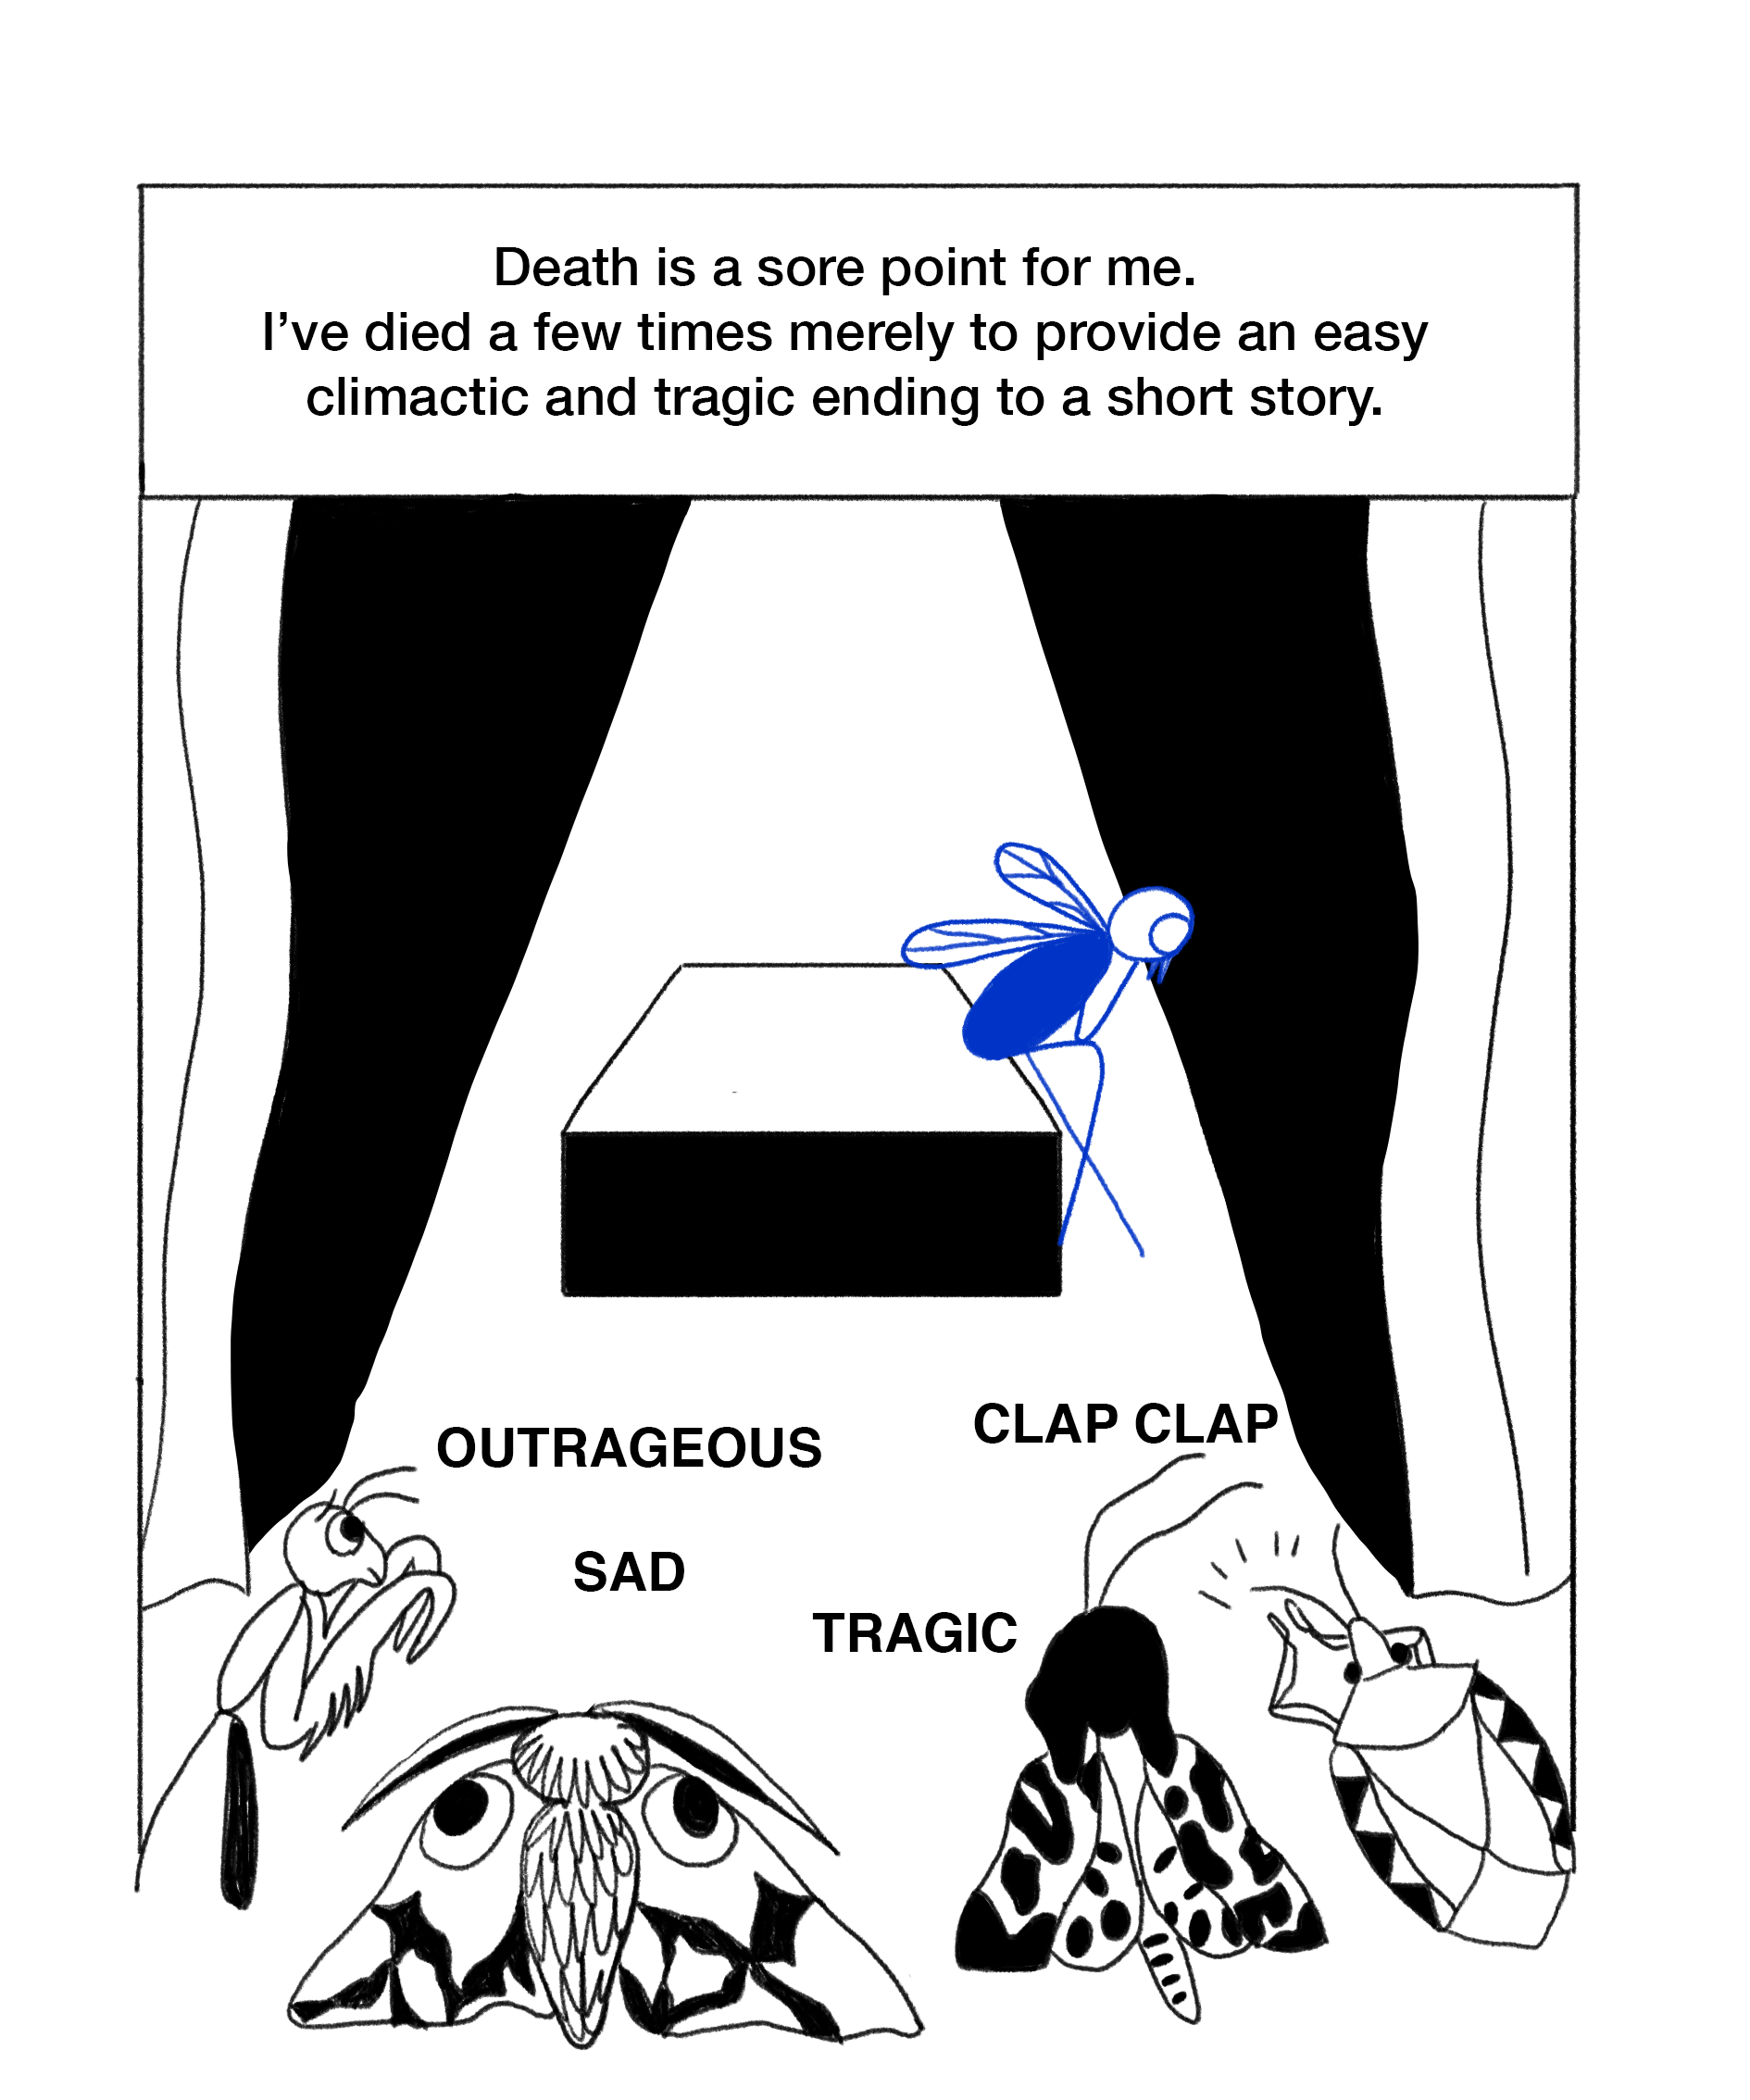 Death is a sore point for me.
I’ve died a few times merely to provide an easy
climactic and tragic ending to a short story.
OUTRAGEOUS
CLAP CLAP
SAD
TRAGIC